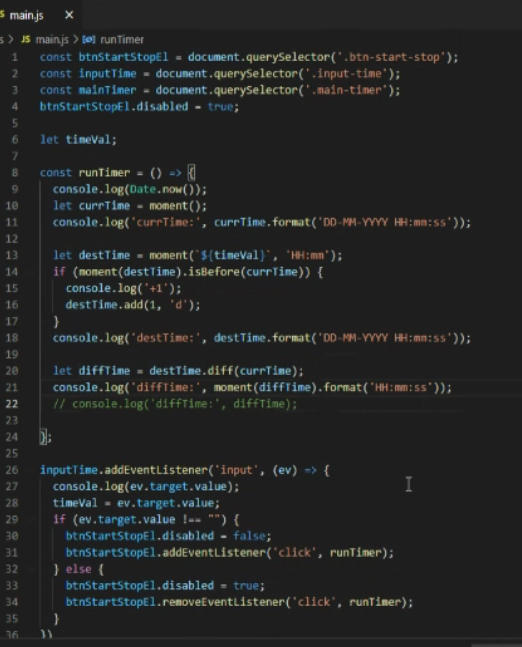 JS main.js ×
s > JS main.js > runTimer
1 const btnStartStopEl = document.querySelector('.btn-start-stop');
2 const inputTime = document.querySelector('.input-time');
3 const mainTimer = document.querySelector('.main-timer');
4 btnStartStopEl.disabled = true;
5
6 let timeVal;
7
8 const runTimer = () => {
9 console.log(Date.now());
10 let currTime = moment();
11 console.log('currTime:', currTime.format('DD-MM-YYYY HH:mm:ss'));
12
13 let destTime = moment(`${timeVal}`, 'HH:mm');
14 if (moment(destTime).isBefore(currTime)) {
15 console.log('+1');
16 destTime.add(1, 'd');
17 }
18 console.log('destTime:', destTime.format('DD-MM-YYYY HH:mm:ss'));
19
20 let diffTime = destTime.diff(currTime);
21 console.log('diffTime:', moment(diffTime).format('HH:mm:ss'));
22 // console.log('diffTime:', diffTime);
23
24 };
25
26 inputTime.addEventListener('input', (ev) => {
27 console.log(ev.target.value);
28 timeVal = ev.target.value;
29 if (ev.target.value !== "") {
30 btnStartStopEl.disabled = false;
31 btnStartStopEl.addEventListener('click', runTimer);
32 } else {
33 btnStartStopEl.disabled = true;
34 btnStartStopEl.removeEventListener('click', runTimer);
35 }
36 })